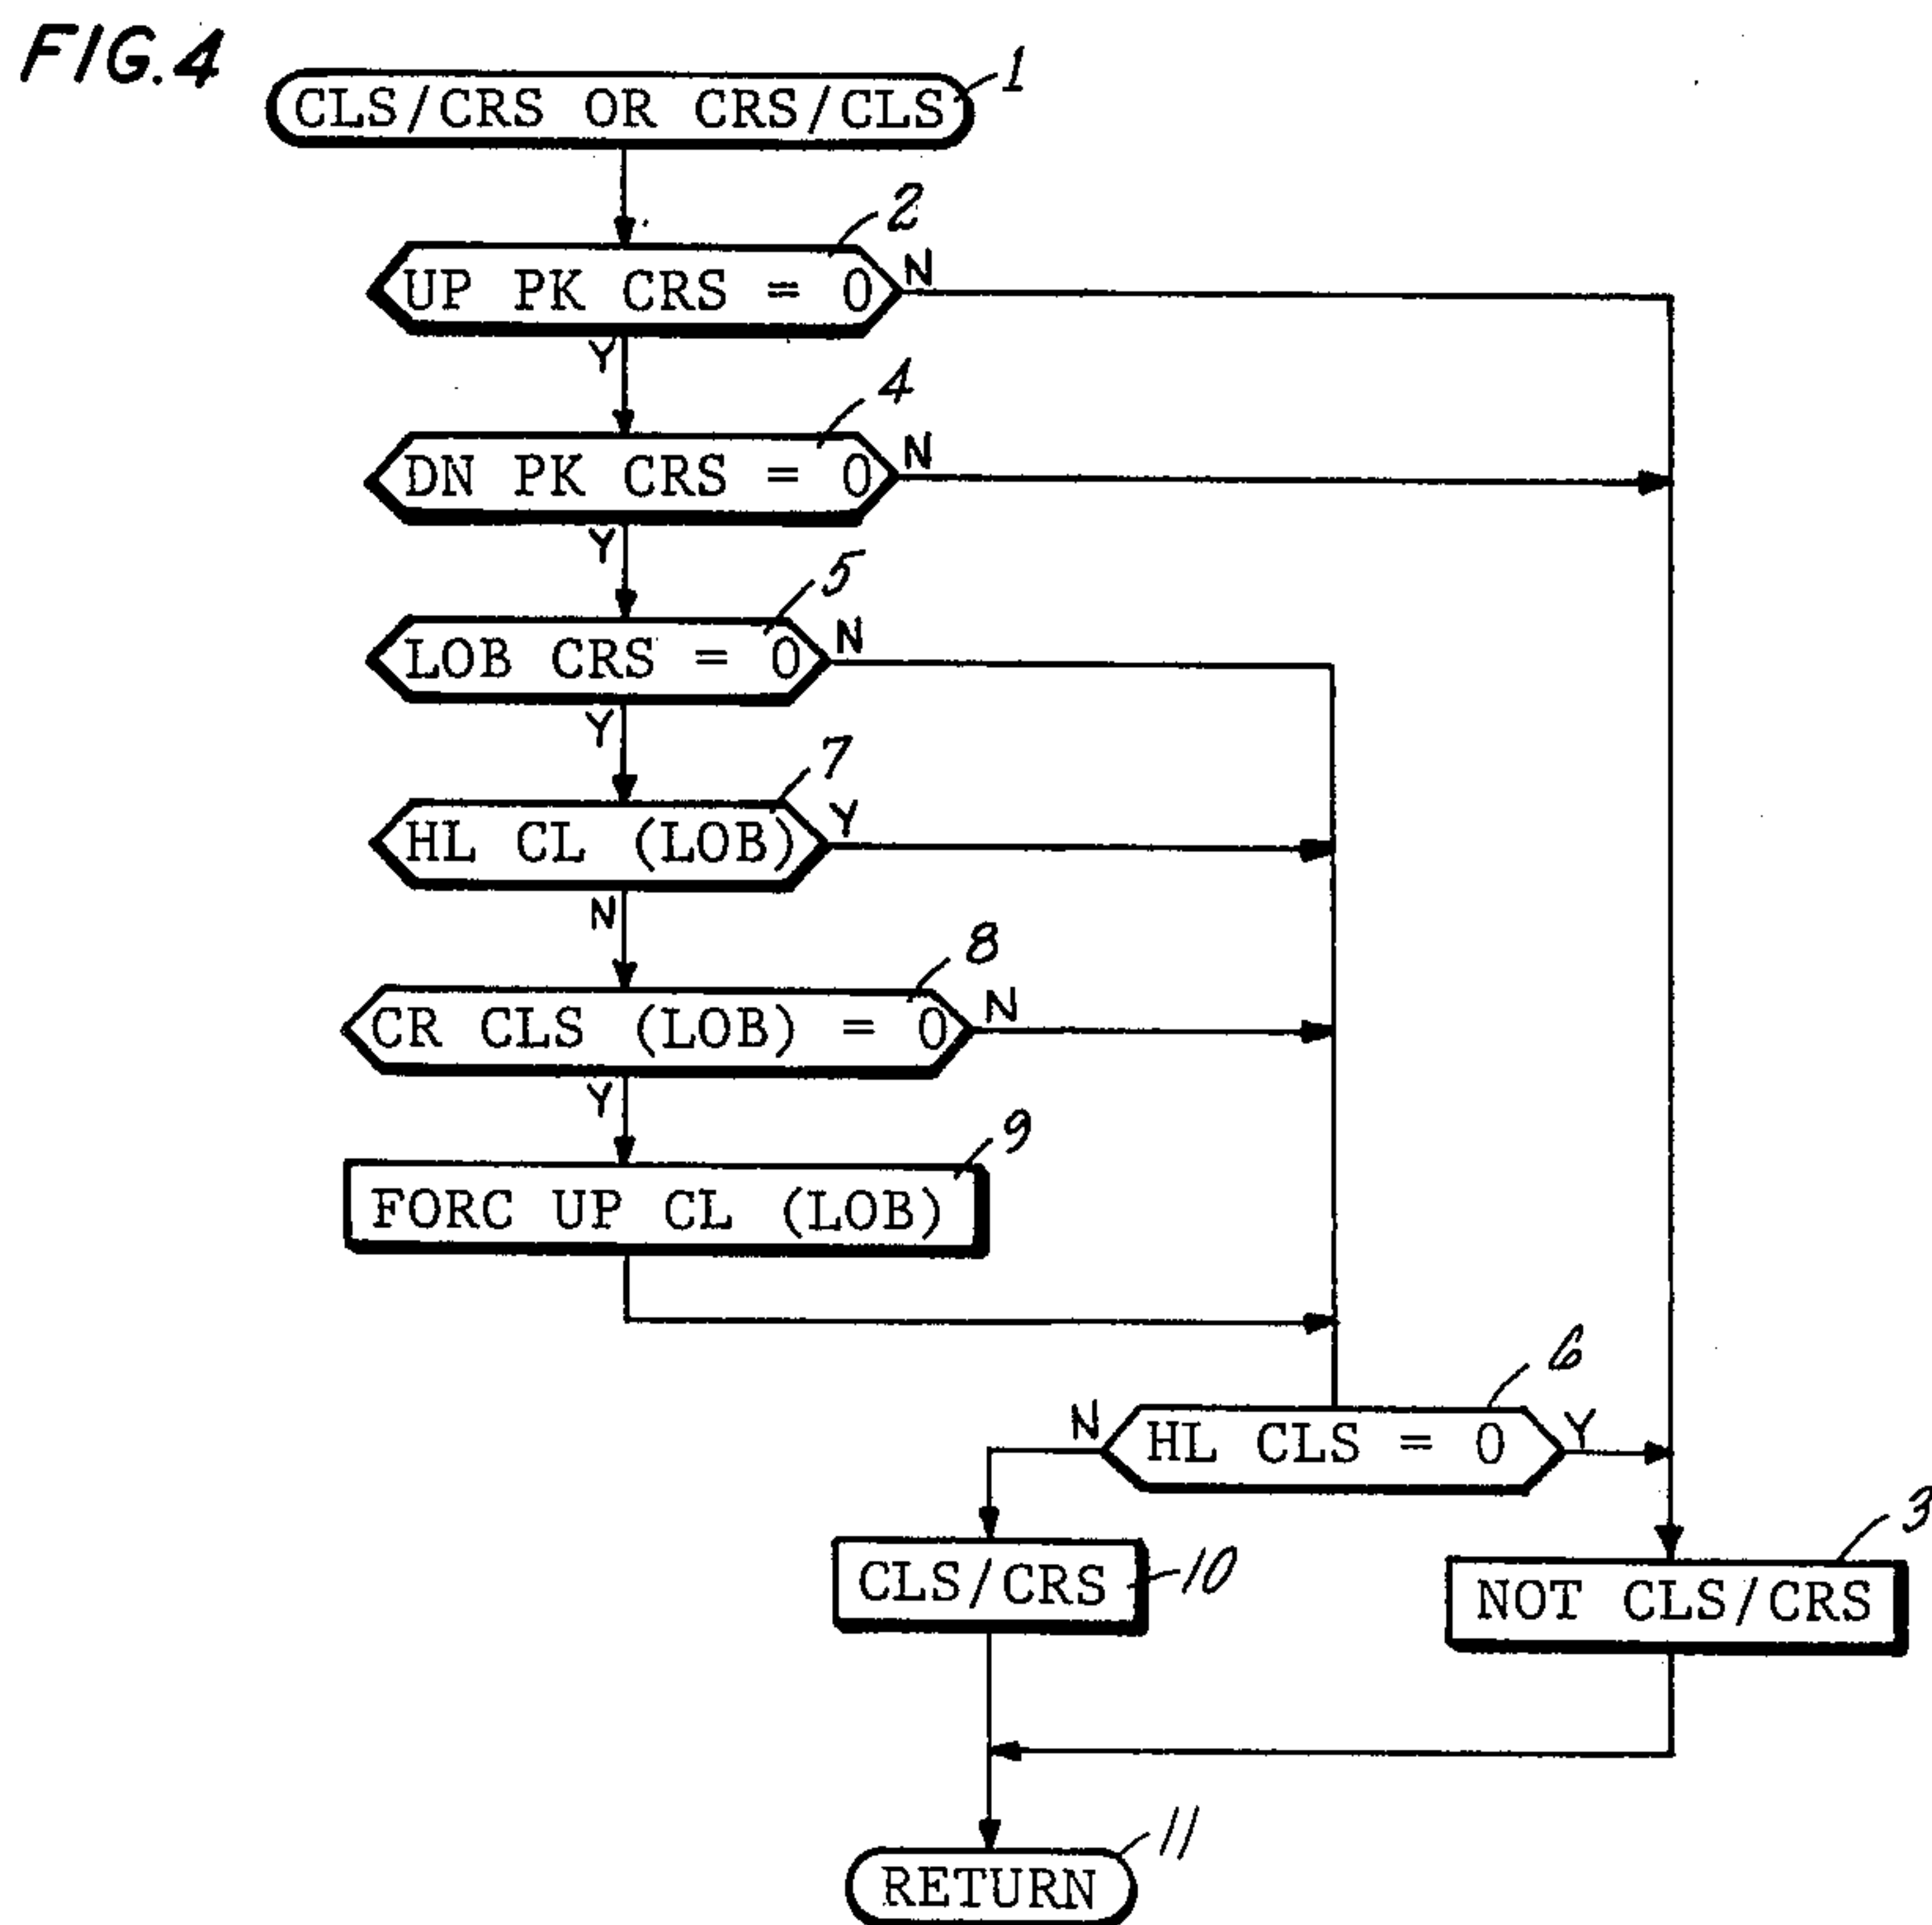 FIG.4
CLS/CRS OR CRS/CLS
1
UP PK CRS = 0
2
N
Y
DN PK CRS = 0
4
N
Y
LOB CRS = 0
5
N
Y
HL CL (LOB)
7
Y
N
CR CLS (LOB) = 0
8
N
Y
FORC UP CL (LOB)
9
N
HL CLS = 0
6
Y
CLS/CRS
10
NOT CLS/CRS
3
RETURN
11